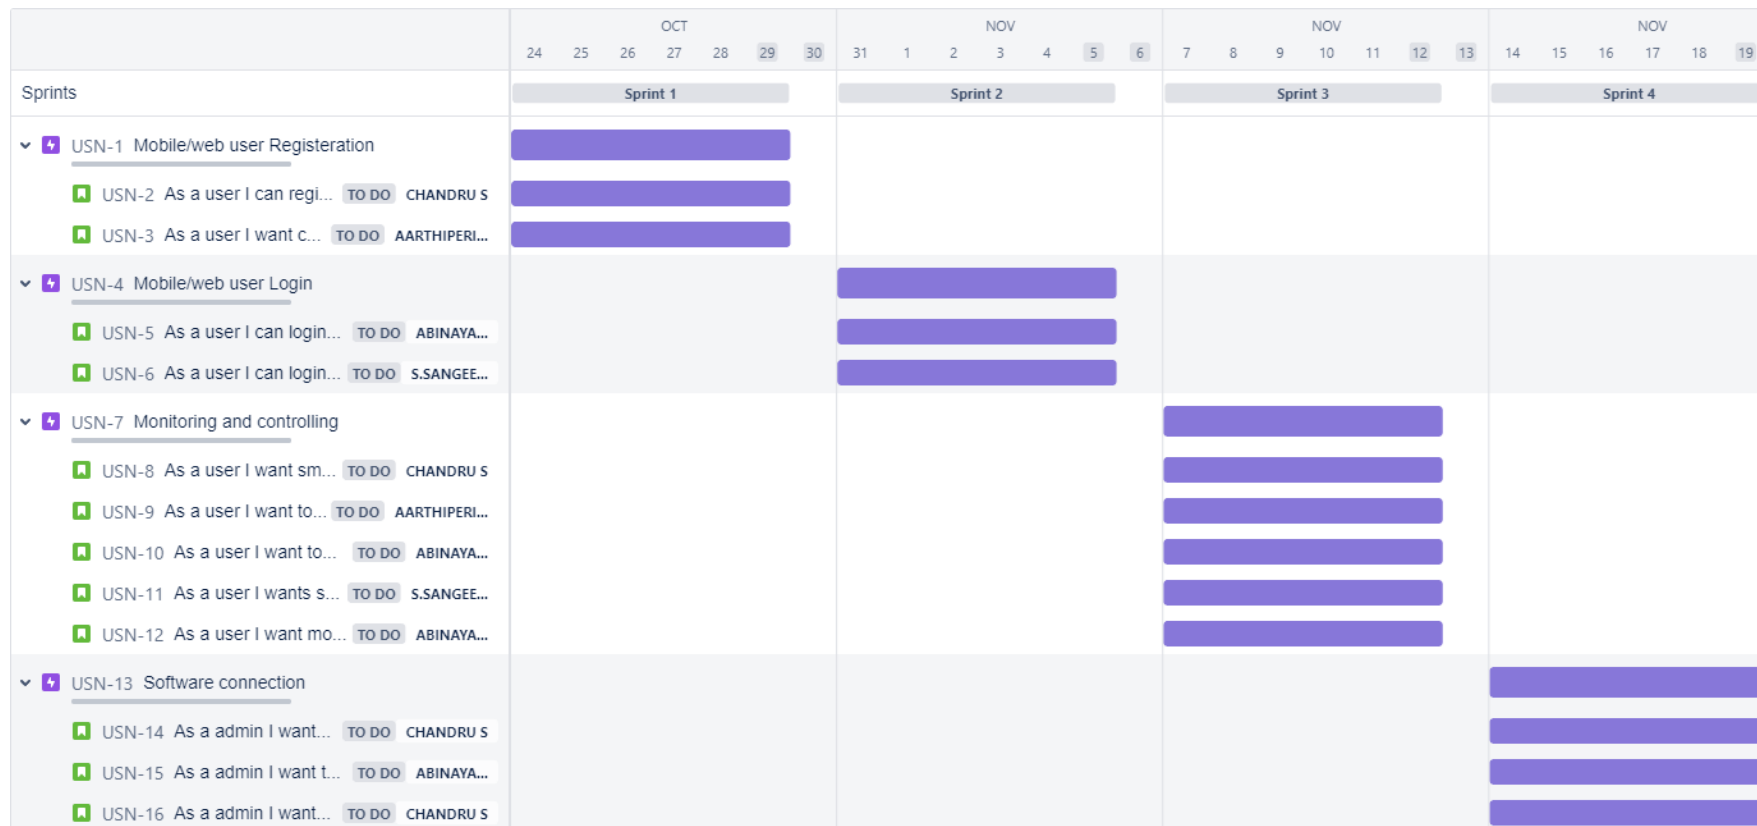 OCT NOV NOV NOV
24 25 26 27 28 29 30 31 1 2 3 4 5 6 7 8 9 10 11 12 13 14 15 16 17 18 19
Sprints Sprint 1 Sprint 2 Sprint 3 Sprint 4
USN-1 Mobile/web user Registeration
USN-2 As a user I can regi... TO DO CHANDRU S
USN-3 As a user I want c... TO DO AARTHIPERI...
USN-4 Mobile/web user Login
USN-5 As a user I can login... TO DO ABINAYA...
USN-6 As a user I can login... TO DO S.SANGEE...
USN-7 Monitoring and controlling
USN-8 As a user I want sm... TO DO CHANDRU S
USN-9 As a user I want to... TO DO AARTHIPERI...
USN-10 As a user I want to... TO DO ABINAYA...
USN-11 As a user I wants s... TO DO S.SANGEE...
USN-12 As a user I want mo... TO DO ABINAYA...
USN-13 Software connection
USN-14 As a admin I want... TO DO CHANDRU S
USN-15 As a admin I want t... TO DO ABINAYA...
USN-16 As a admin I want... TO DO CHANDRU S